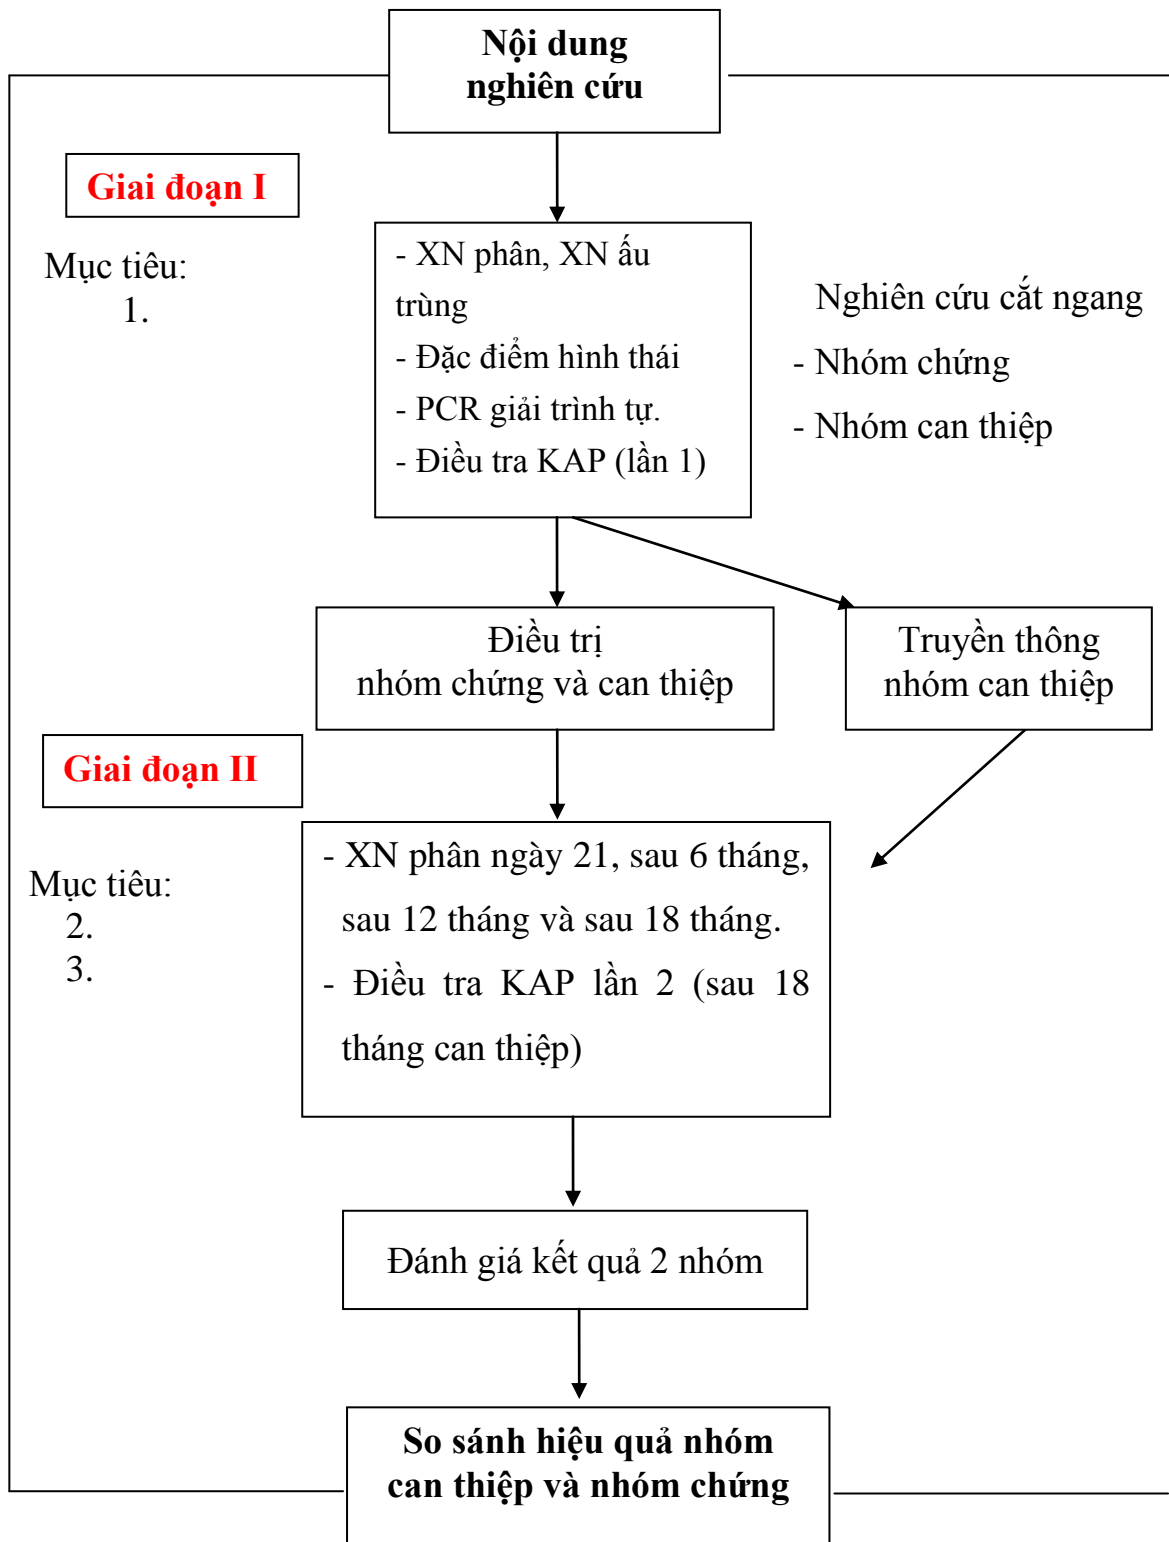 Nội dung
nghiên cứu
Giai đoạn I
Mục tiêu:
1.
- XN phân, XN ấu
trùng
- Đặc điểm hình thái
- PCR giải trình tự.
- Điều tra KAP (lần 1)
Nghiên cứu cắt ngang
- Nhóm chứng
- Nhóm can thiệp
Điều trị
nhóm chứng và can thiệp
Truyền thông
nhóm can thiệp
Giai đoạn II
Mục tiêu:
2.
3.
- XN phân ngày 21, sau 6 tháng,
sau 12 tháng và sau 18 tháng.
- Điều tra KAP lần 2 (sau 18
tháng can thiệp)
Đánh giá kết quả 2 nhóm
So sánh hiệu quả nhóm
can thiệp và nhóm chứng